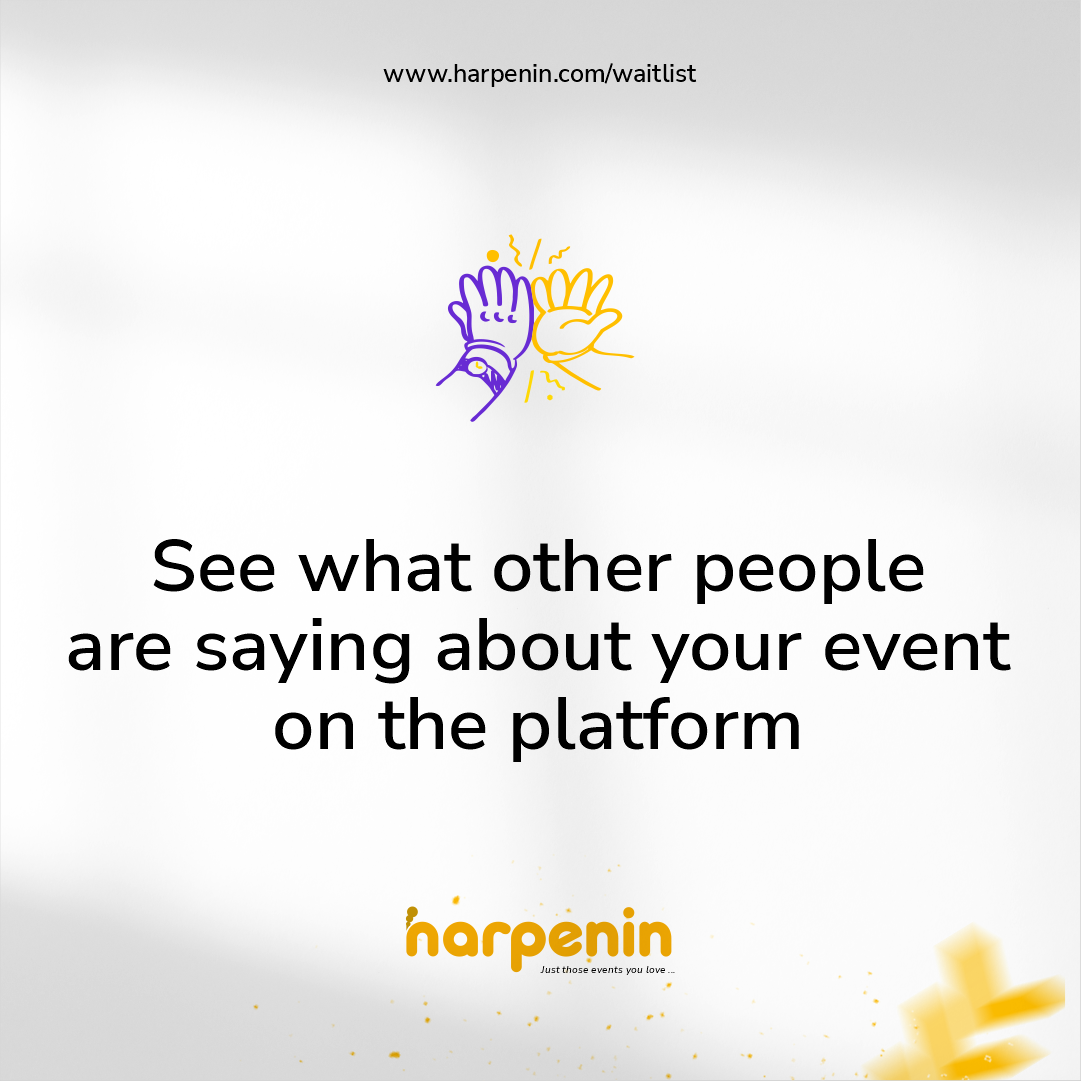 www.harpenin.com/waitlist
See what other people
are saying about your event
on the platform
harpenin
Just those events you love ...